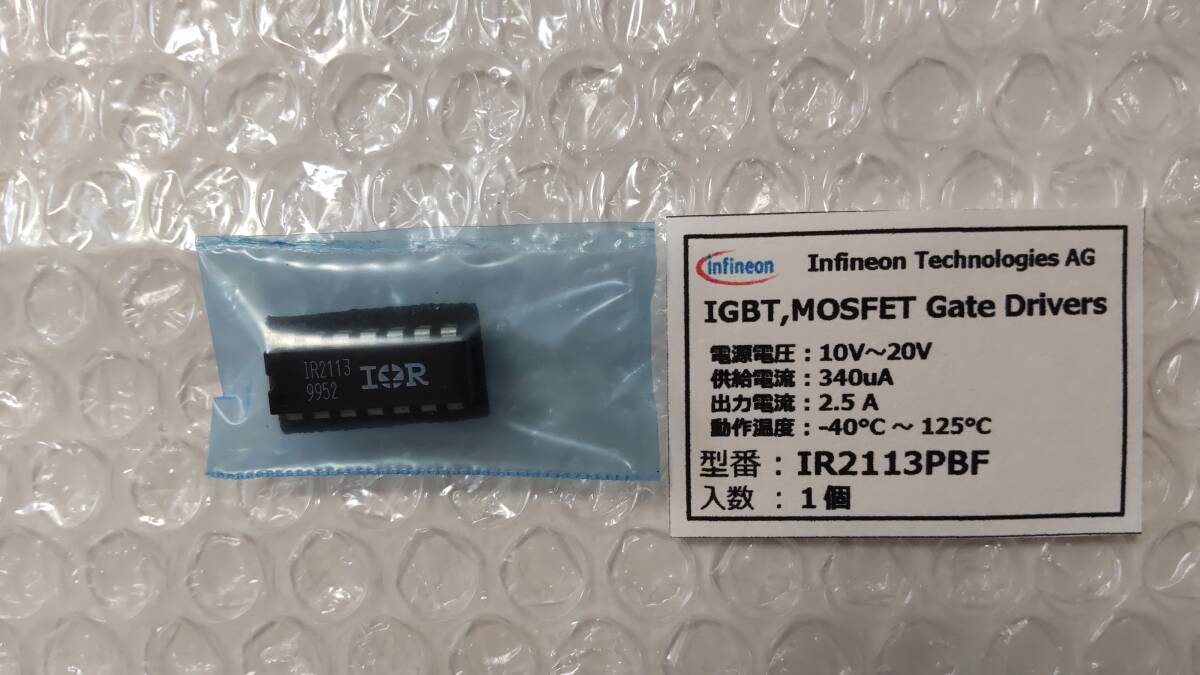 IR2113
9952
IOR
infineon
Infineon Technologies AG
IGBT,MOSFET Gate Drivers
電源電圧：10V～20V
供給電流：340uA
出力電流：2.5 A
動作温度：-40°C ～ 125°C
型番：IR2113PBF
入数：1個